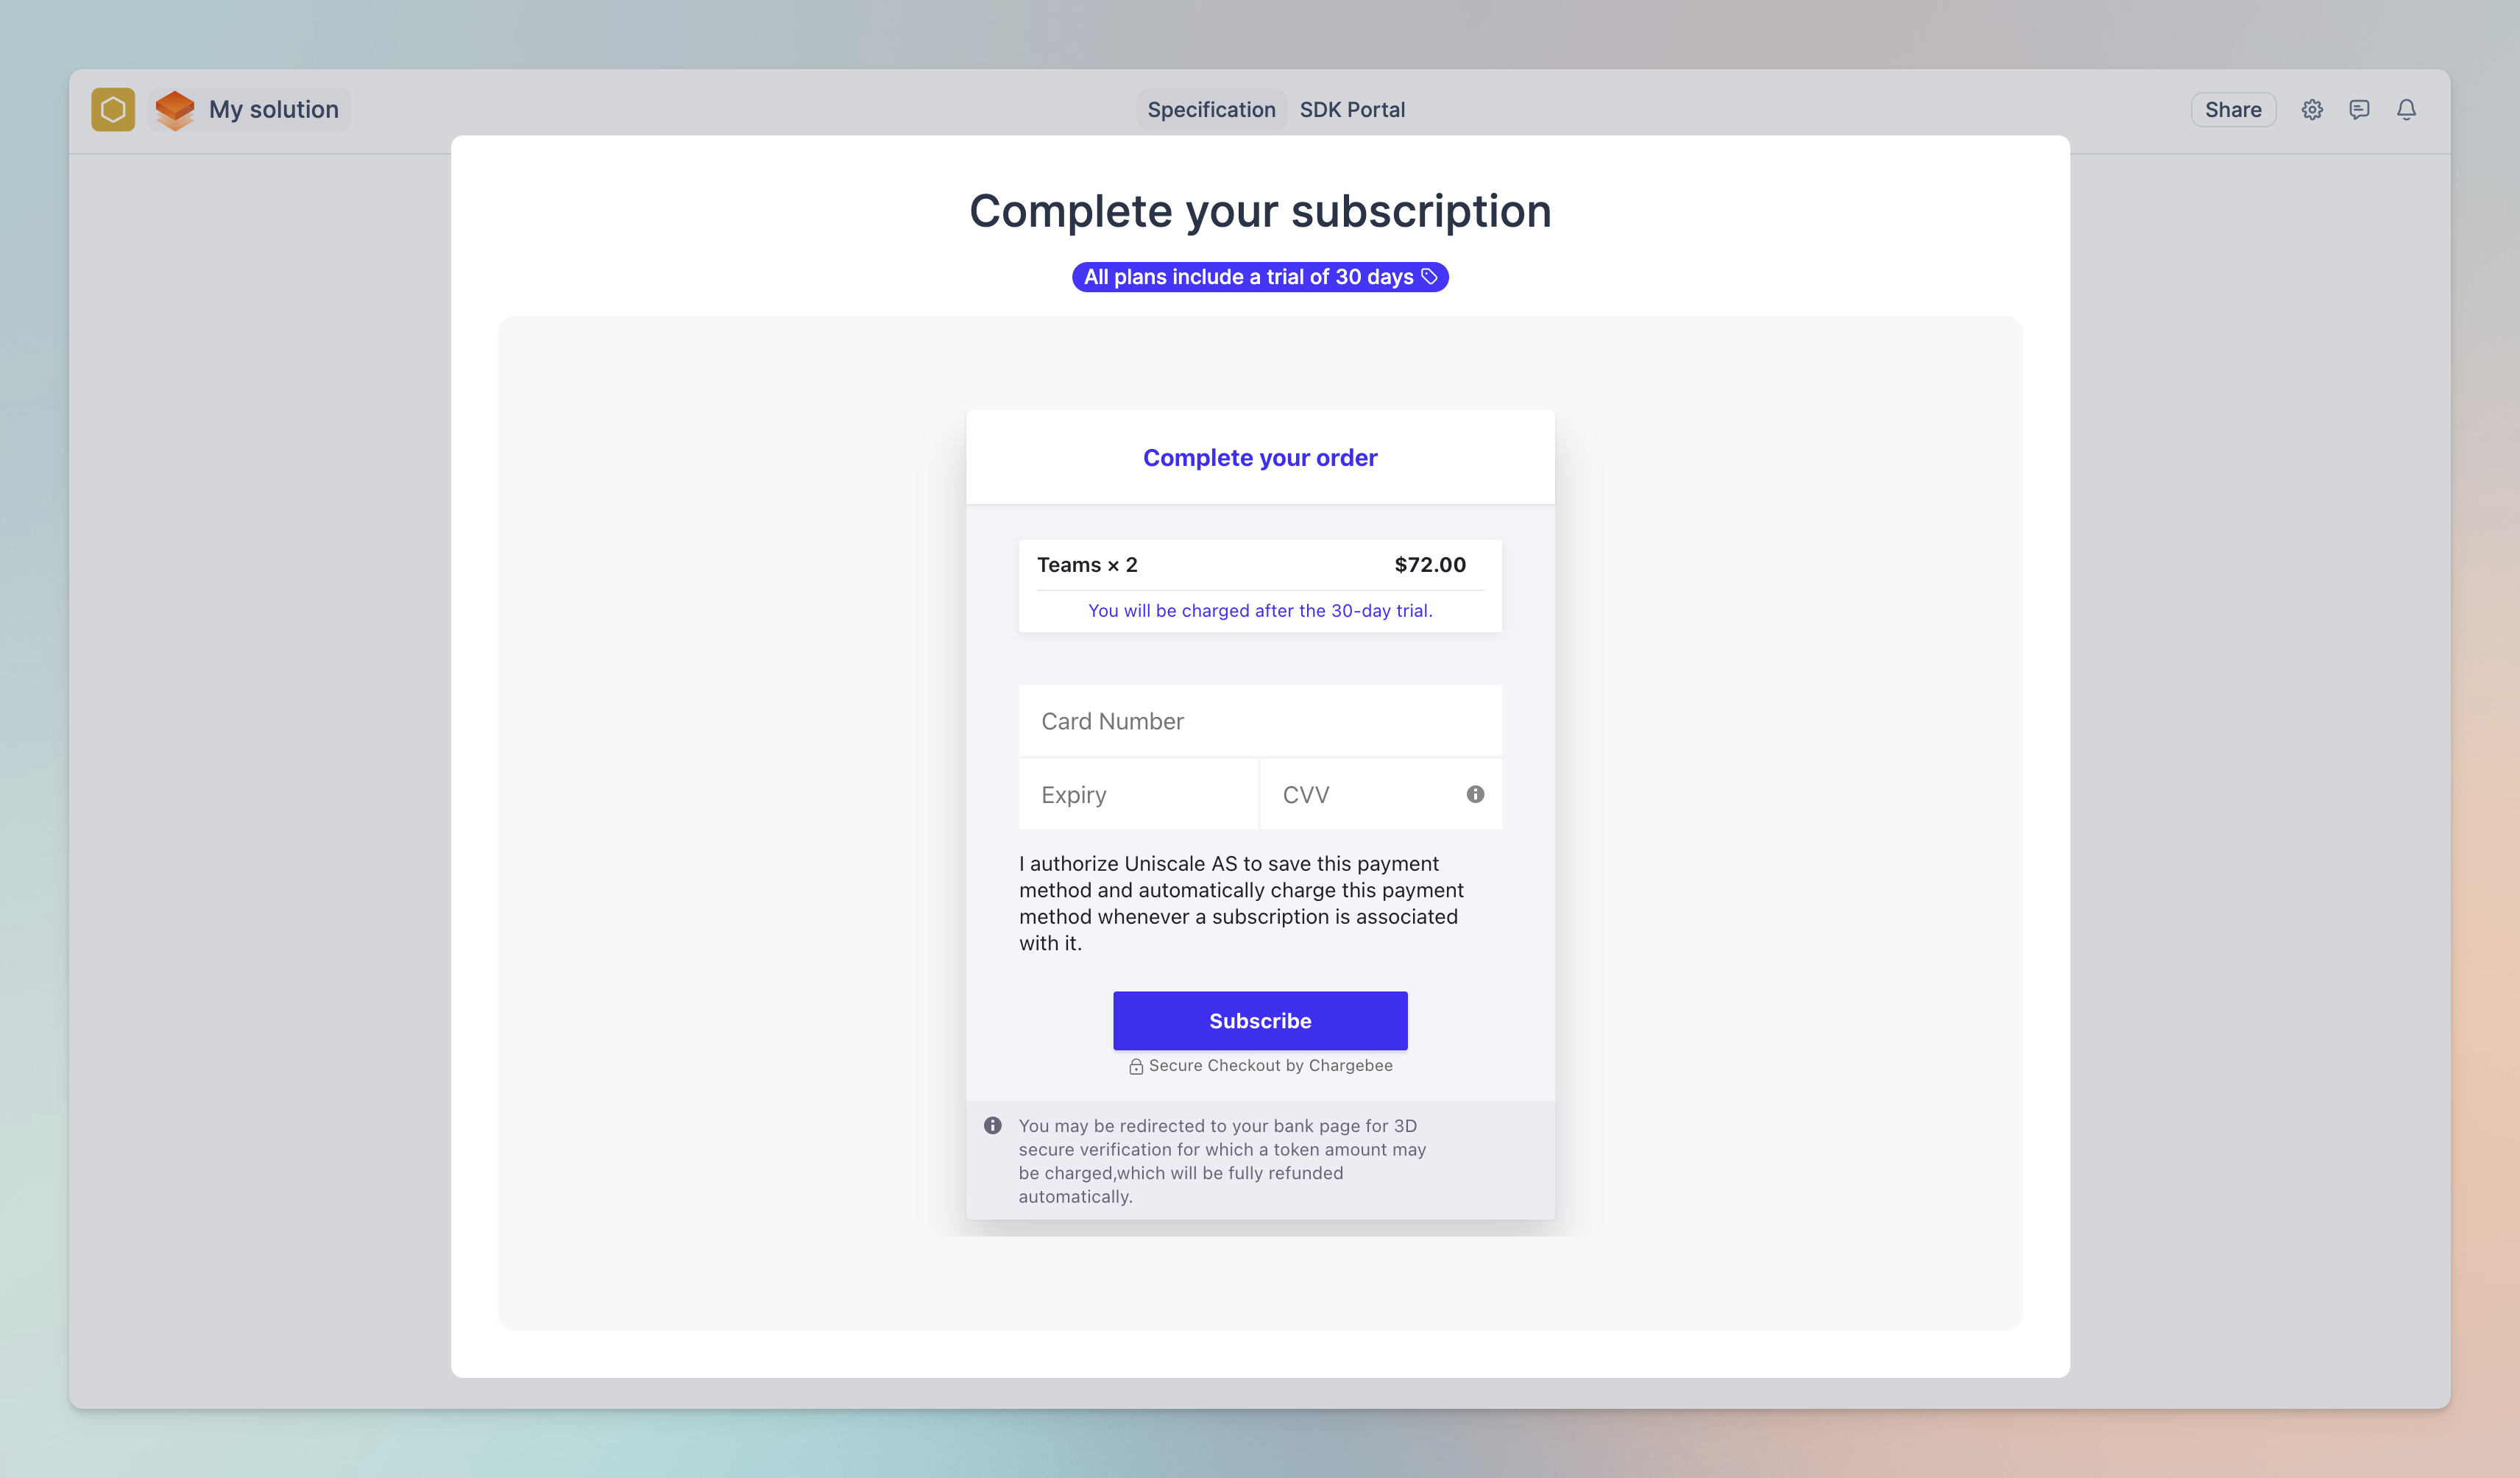 My solution
Specification
SDK Portal
Share
Complete your subscription
All plans include a trial of 30 days
Complete your order
Teams × 2 $72.00
You will be charged after the 30-day trial.
Card Number
Expiry
CVV
I authorize Uniscale AS to save this payment
method and automatically charge this payment
method whenever a subscription is associated
with it.
Subscribe
Secure Checkout by Chargebee
You may be redirected to your bank page for 3D
secure verification for which a token amount may
be charged,which will be fully refunded
automatically.